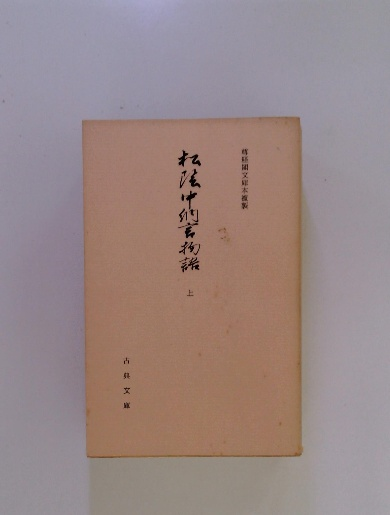 尊経閣文庫本複製
松陰中納言物語
上
古典文庫